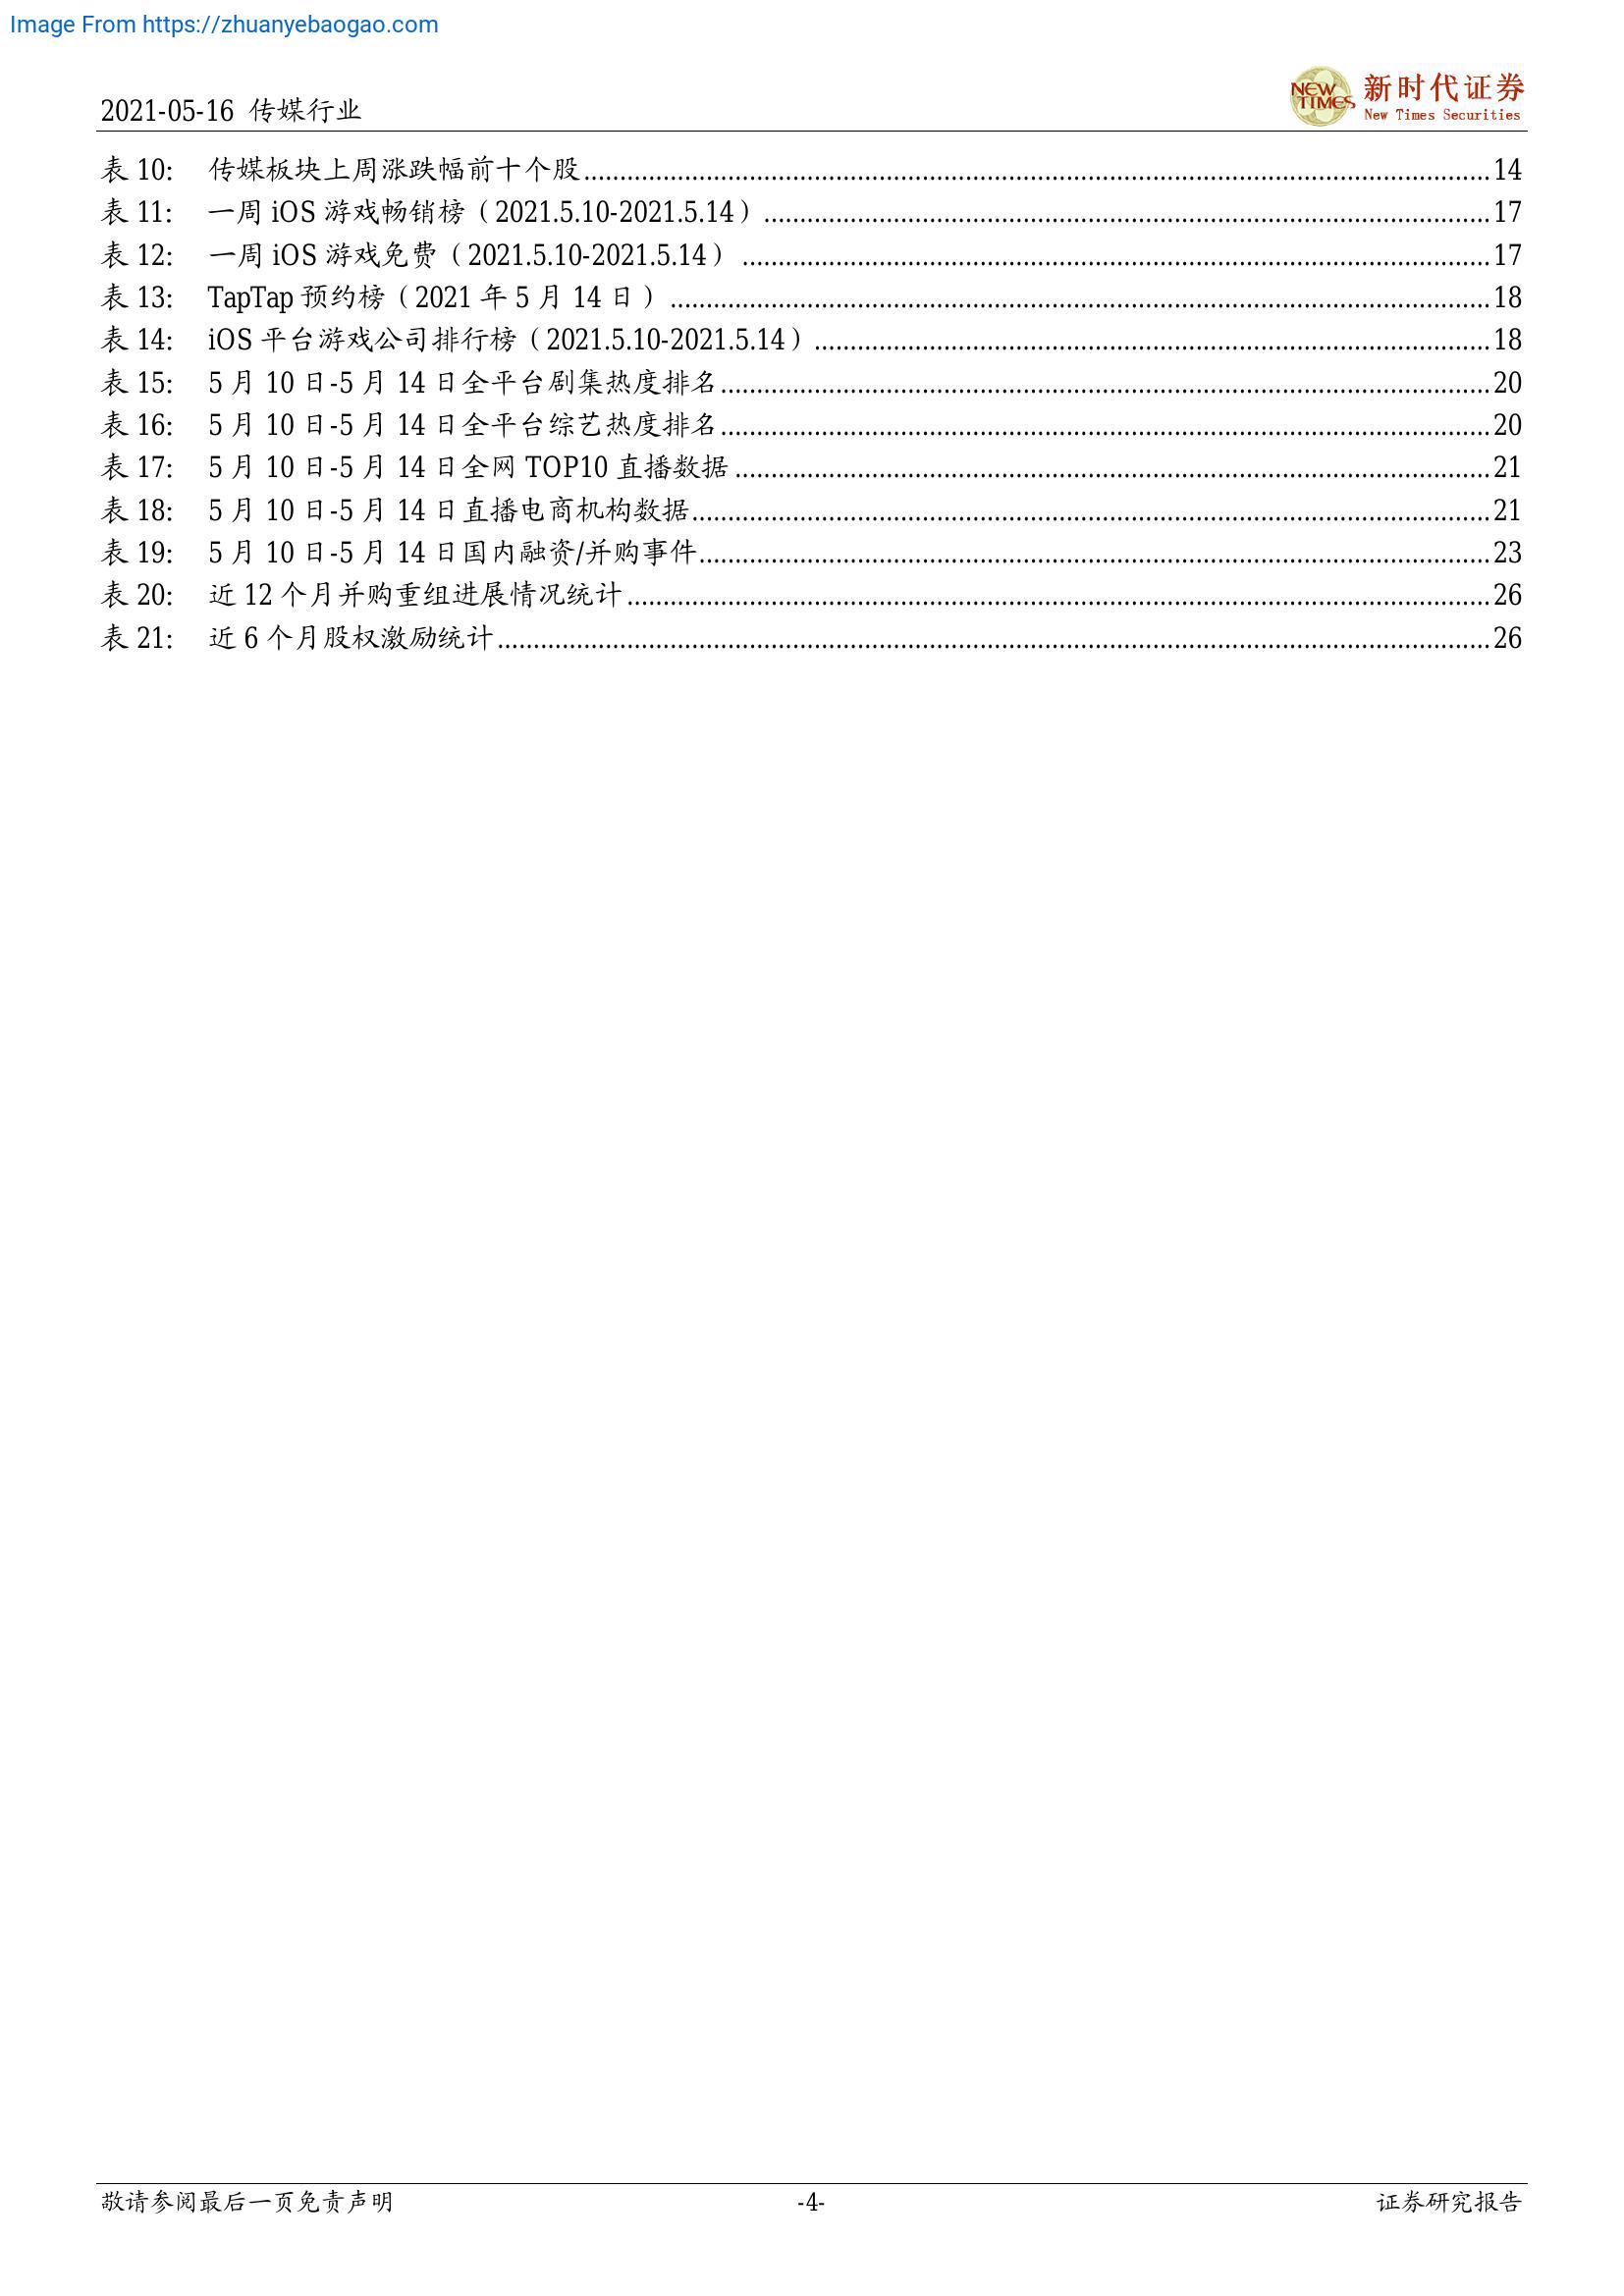 Image From https://zhuanyebaogao.com
2021-05-16 传媒行业
NEW TIMES
新时代证券
New Times Securities
表 10: 传媒板块上周涨跌幅前十个股........................................14
表 11: 一周 iOS 游戏畅销榜（2021.5.10-2021.5.14）........................................17
表 12: 一周 iOS 游戏免费（2021.5.10-2021.5.14）........................................17
表 13: TapTap 预约榜（2021 年 5 月 14 日）........................................18
表 14: iOS 平台游戏公司排行榜（2021.5.10-2021.5.14）........................................18
表 15: 5 月 10 日-5 月 14 日全平台剧集热度排名........................................20
表 16: 5 月 10 日-5 月 14 日全平台综艺热度排名........................................20
表 17: 5 月 10 日-5 月 14 日全网 TOP10 直播数据........................................21
表 18: 5 月 10 日-5 月 14 日直播电商机构数据........................................21
表 19: 5 月 10 日-5 月 14 日国内融资/并购事件........................................23
表 20: 近 12 个月并购重组进展情况统计........................................26
表 21: 近 6 个月股权激励统计........................................26
敬请参阅最后一页免责声明 -4- 证券研究报告